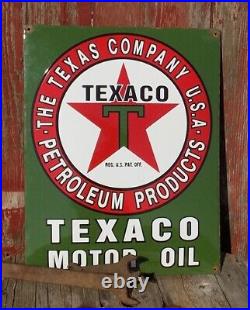 THE TEXAS COMPANY U.S.A.
TEXACO
T
REG. U.S. PAT. OFF.
PETROLEUM PRODUCTS
TEXACO
MOTOR OIL